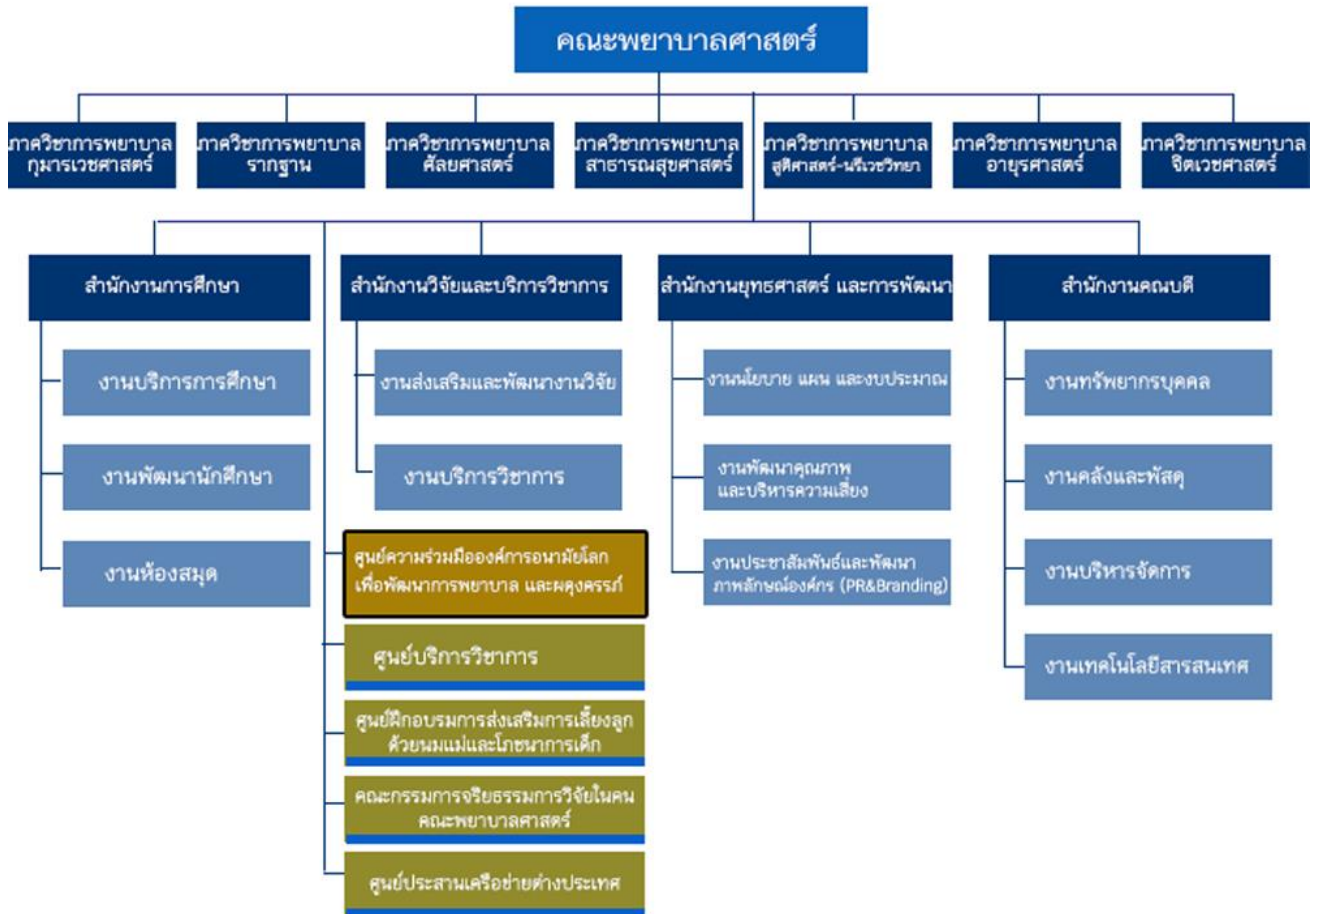 คณะพยาบาลศาสตร์
ภาควิชาการพยาบาล
กุมารเวชศาสตร์
ภาควิชาการพยาบาล
รากฐาน
ภาควิชาการพยาบาล
ศัลยศาสตร์
ภาควิชาการพยาบาล
สาธารณสุขศาสตร์
ภาควิชาการพยาบาล
สูติศาสตร์-นรีเวชวิทยา
ภาควิชาการพยาบาล
อายุรศาสตร์
ภาควิชาการพยาบาล
จิตเวชศาสตร์
สำนักงานการศึกษา
งานบริการการศึกษา
งานพัฒนานักศึกษา
งานห้องสมุด
สำนักงานวิจัยและบริการวิชาการ
งานส่งเสริมและพัฒนางานวิจัย
งานบริการวิชาการ
ศูนย์ความร่วมมือองค์การอนามัยโลก
เพื่อพัฒนาการพยาบาล และผดุงครรภ์
ศูนย์บริการวิชาการ
ศูนย์ฝึกอบรมการส่งเสริมการเลี้ยงลูก
ด้วยนมแม่และโภชนาการเด็ก
คณะกรรมการจริยธรรมการวิจัยในคน
คณะพยาบาลศาสตร์
ศูนย์ประสานเครือข่ายต่างประเทศ
สำนักงานยุทธศาสตร์ และการพัฒนา
งานนโยบาย แผน และงบประมาณ
งานพัฒนาคุณภาพ
และบริหารความเสี่ยง
งานประชาสัมพันธ์และพัฒนา
ภาพลักษณ์องค์กร (PR&Branding)
สำนักงานคณบดี
งานทรัพยากรบุคคล
งานคลังและพัสดุ
งานบริหารจัดการ
งานเทคโนโลยีสารสนเทศ